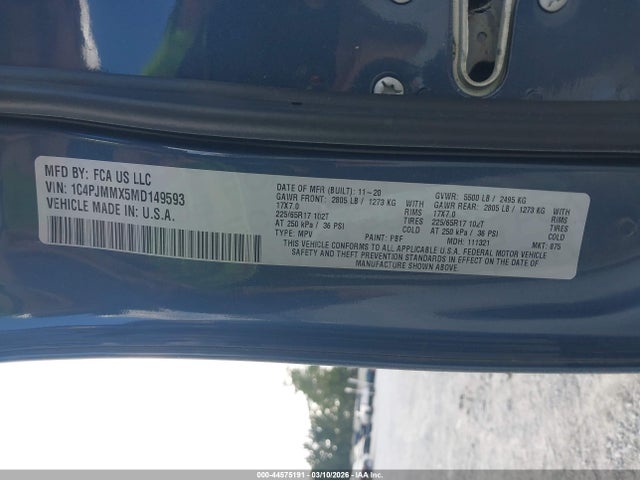 MFD BY: FCA US LLC
VIN: 1C4PJMMX5MD149593
VEHICLE MADE IN: U.S.A.
DATE OF MFR (BUILT): 11-20 GVWR: 5500 LB / 2495 KG
GAWR FRONT: 2805 LB / 1273 KG WITH GAWR REAR: 2805 LB / 1273 KG WITH
17X7.0 RIMS 17X7.0 RIMS
225/65R17 102T TIRES 225/65R17 102T TIRES
AT 250 kPa / 36 PSI COLD AT 250 kPa / 36 PSI COLD
TYPE: MPV PAINT: PBF MDH: 111321 MKT: 875
THIS VEHICLE CONFORMS TO ALL APPLICABLE U.S.A. FEDERAL MOTOR VEHICLE
SAFETY AND THEFT PREVENTION STANDARDS IN EFFECT ON THE DATE OF
MANUFACTURE SHOWN ABOVE.
000-44575191 - 03/10/2026 - COPYRIGHT © 2026 IAA, LLC